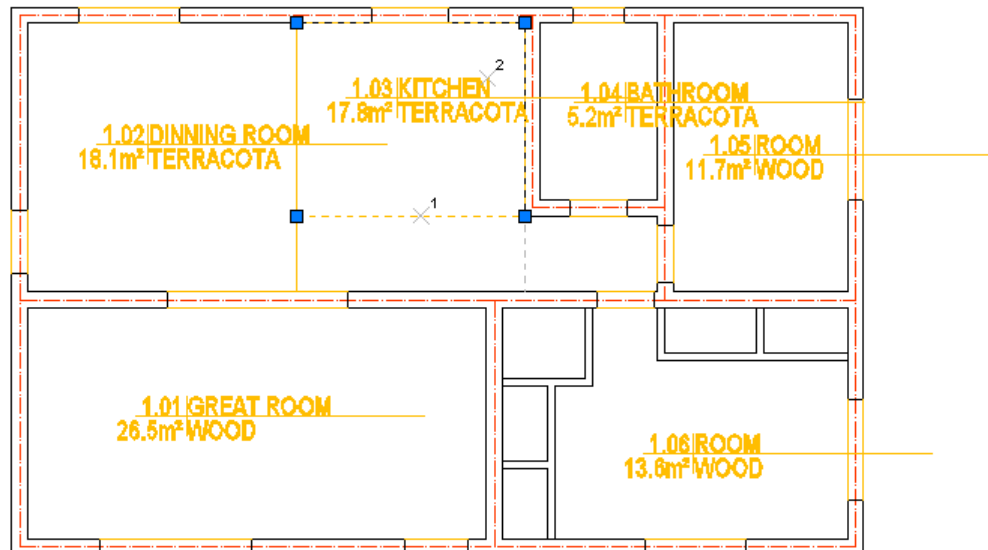 2
1.03 KITCHEN
17.8m² TERRACOTA
1.04 BATHROOM
5.2m² TERRACOTA
1.02 DINNING ROOM
18.1m² TERRACOTA
1.05 ROOM
11.7m² WOOD
1
1.01 GREAT ROOM
26.5m² WOOD
1.06 ROOM
13.6m² WOOD